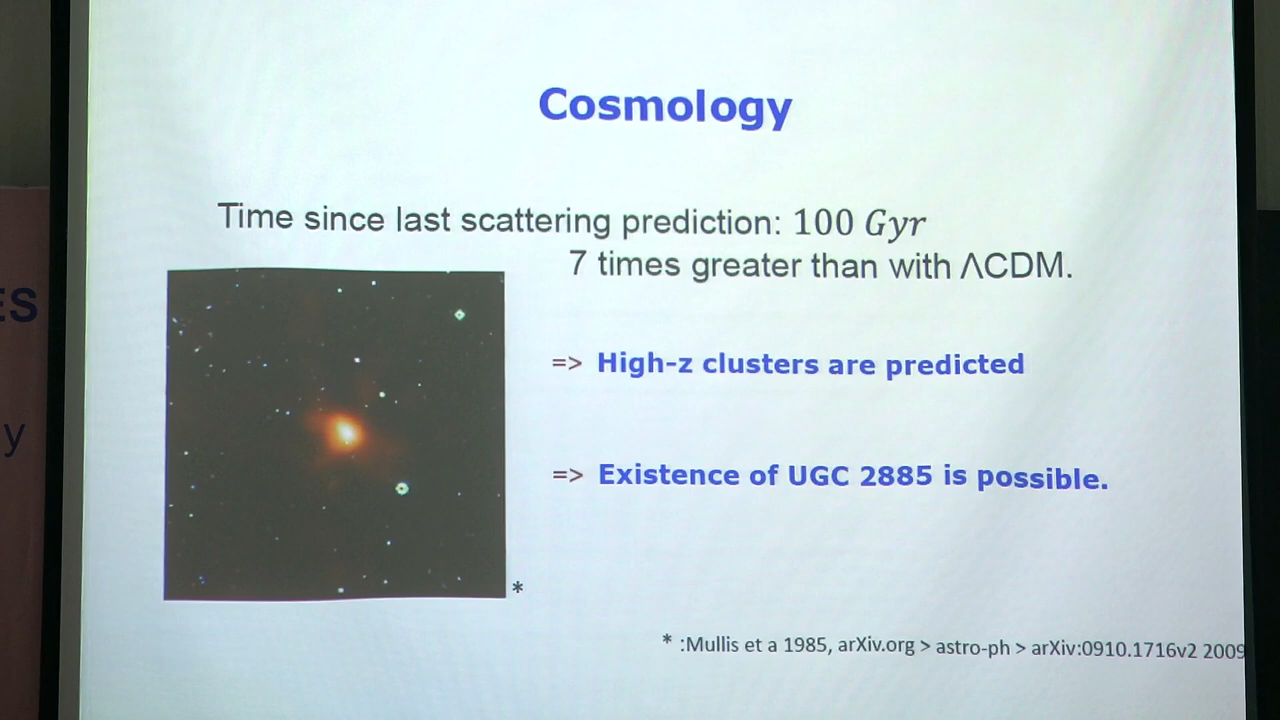 Cosmology
Time since last scattering prediction: 100 Gyr
7 times greater than with ΛCDM.
=> High-z clusters are predicted
=> Existence of UGC 2885 is possible.
*
* :Mullis et a 1985, arXiv.org > astro-ph > arXiv:0910.1716v2 2009
ES
y